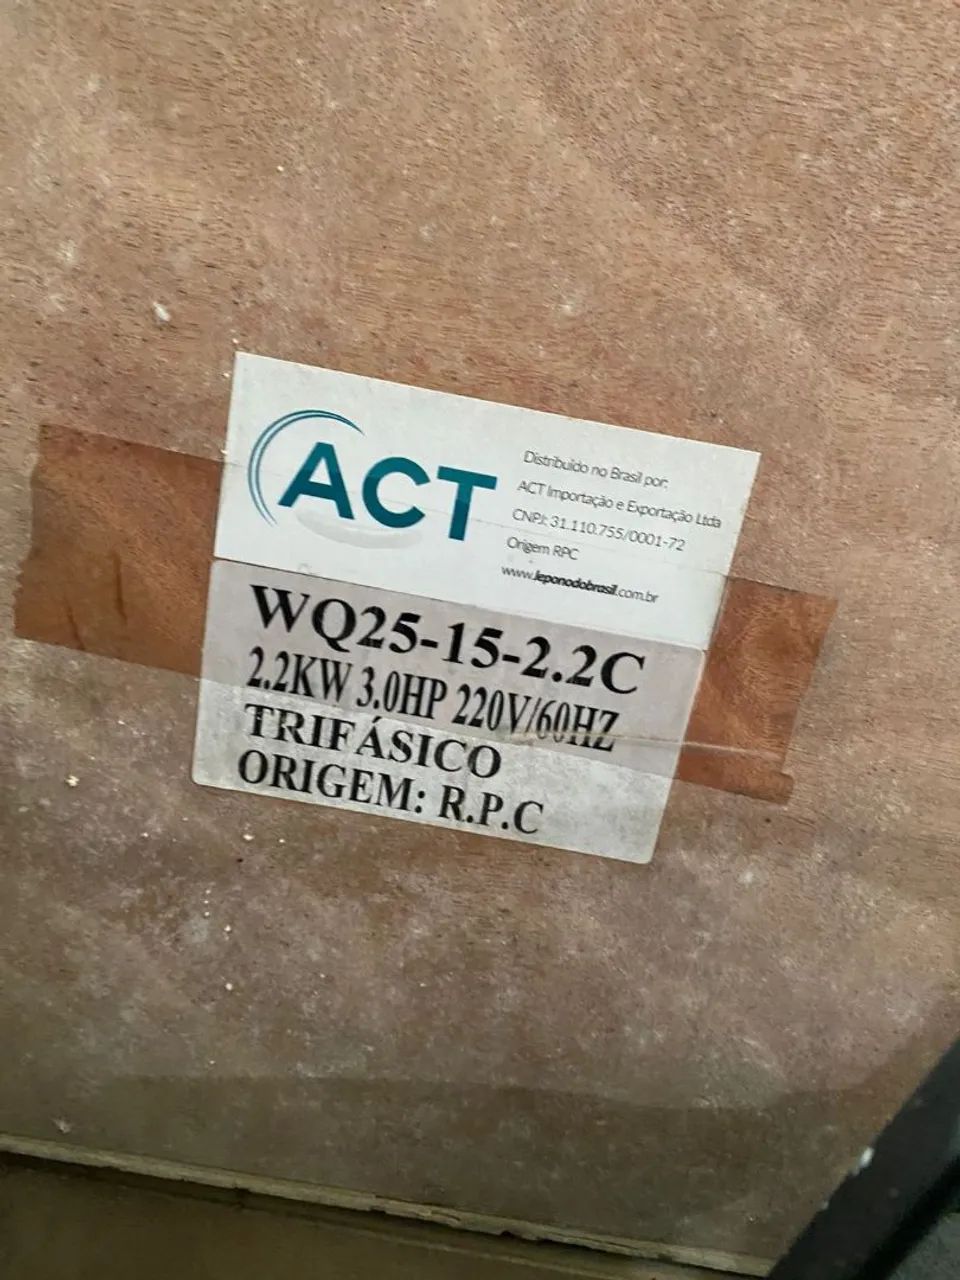 ACT
Distribuído no Brasil por:
ACT Importação e Exportação Ltda
CNPJ: 31.110.755/0001-72
Origem RPC
www.leponodobrasil.com.br
WQ25-15-2.2C
2.2KW 3.0HP 220V/60HZ
TRIFÁSICO
ORIGEM: R.P.C